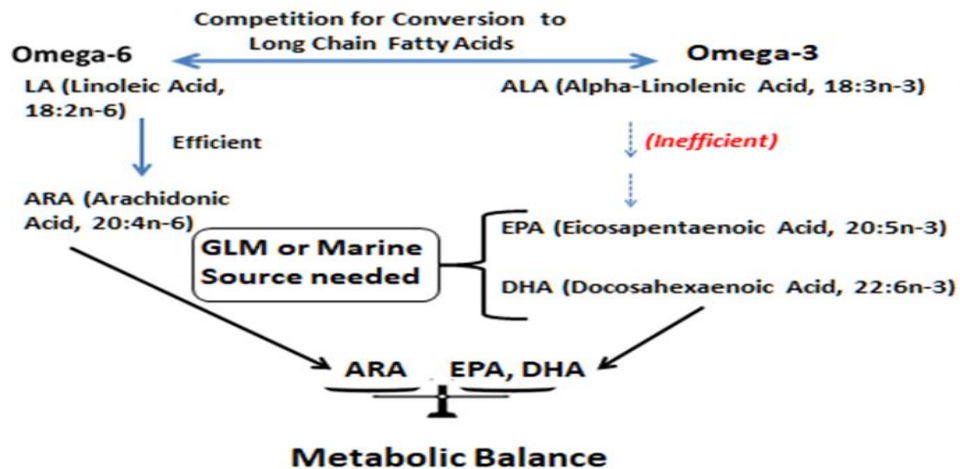 Competition for Conversion to
Long Chain Fatty Acids
Omega-6
Omega-3
LA (Linoleic Acid,
18:2n-6)
ALA (Alpha-Linolenic Acid, 18:3n-3)
Efficient
(Inefficient)
ARA (Arachidonic
Acid, 20:4n-6)
GLM or Marine
Source needed
EPA (Eicosapentaenoic Acid, 20:5n-3)
DHA (Docosahexaenoic Acid, 22:6n-3)
ARA
EPA, DHA
Metabolic Balance